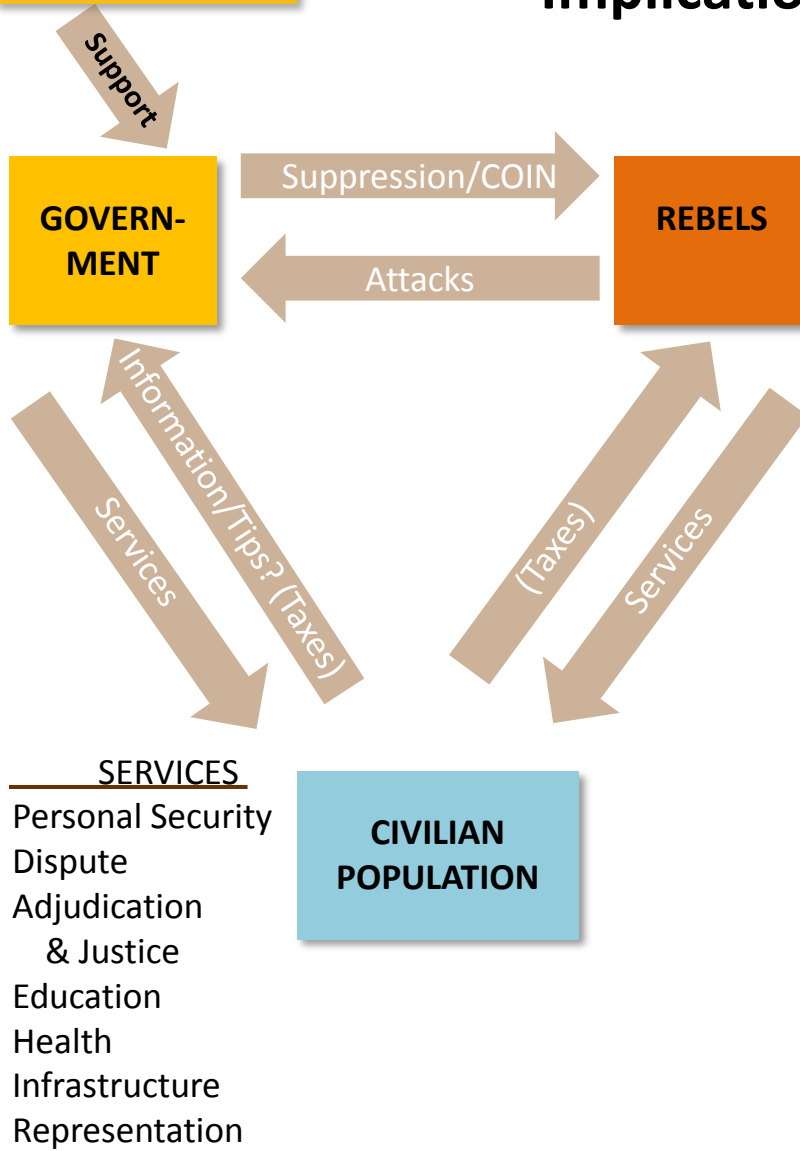 Implicatio
Support
Suppression/COIN
GOVERN-
MENT
REBELS
Attacks
Information/Tips? (Taxes)
Services
(Taxes)
Services
SERVICES
Personal Security
Dispute
Adjudication
& Justice
Education
Health
Infrastructure
Representation
CIVILIAN
POPULATION